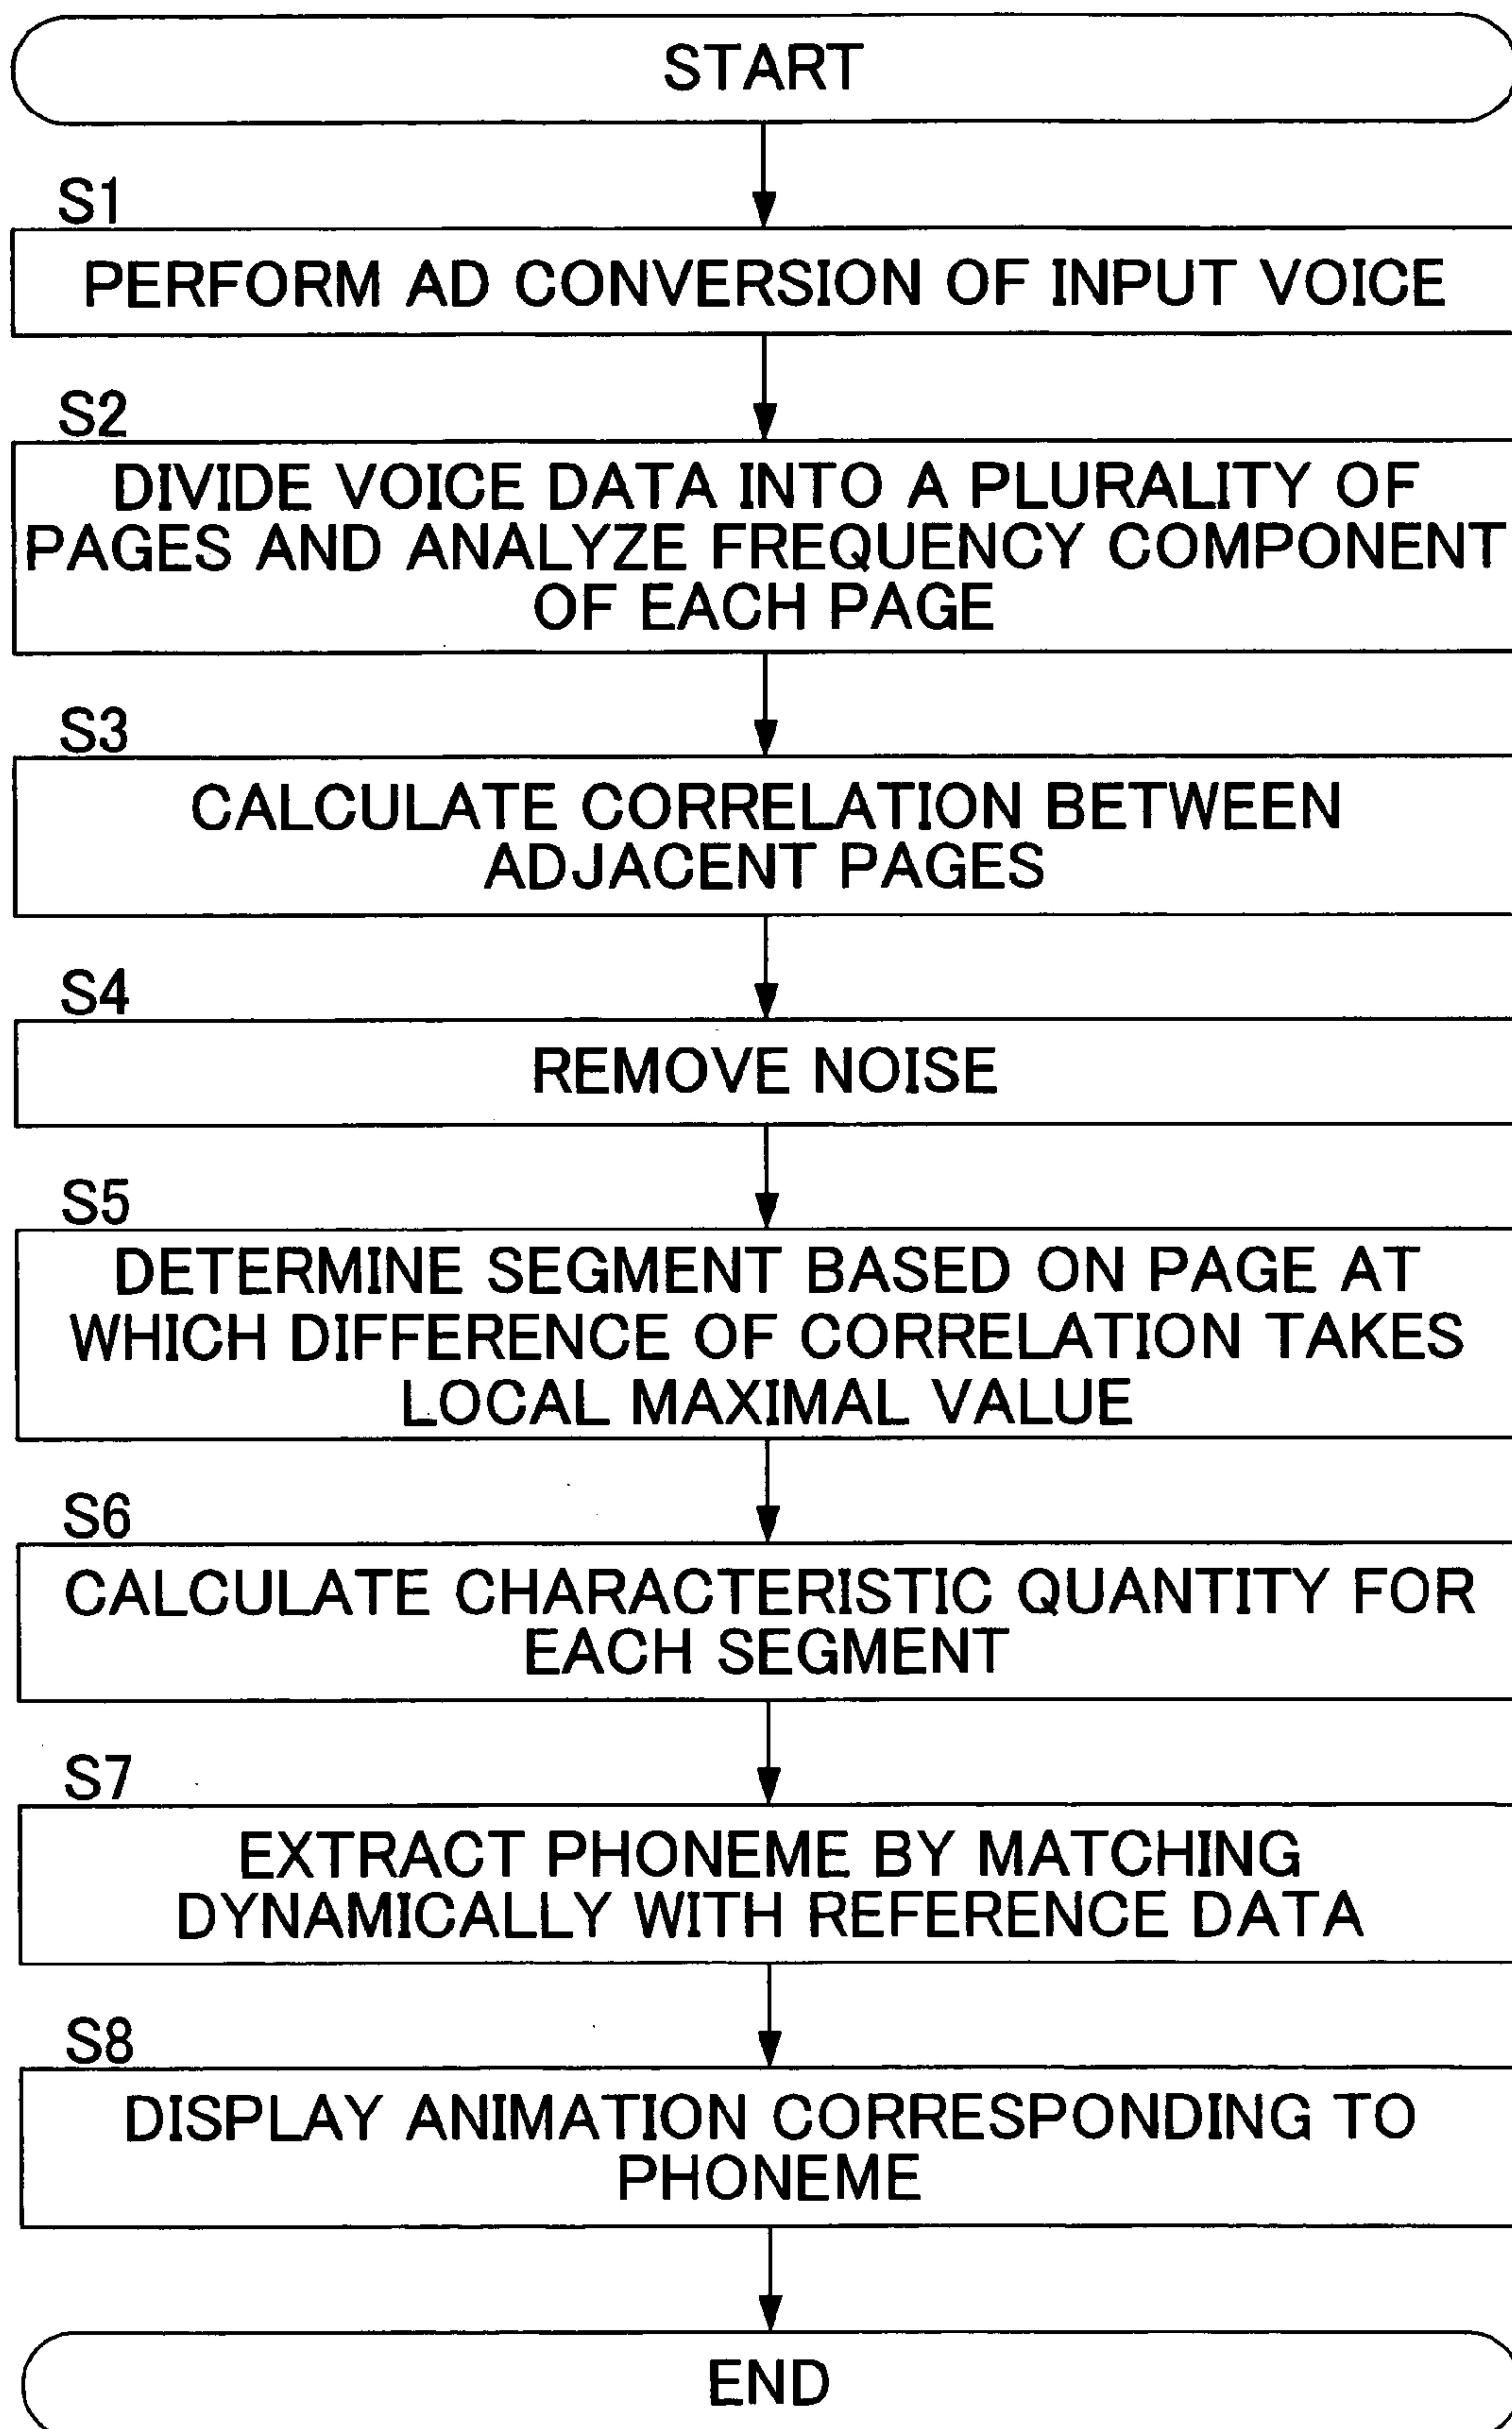 START
S1
PERFORM AD CONVERSION OF INPUT VOICE
S2
DIVIDE VOICE DATA INTO A PLURALITY OF
PAGES AND ANALYZE FREQUENCY COMPONENT
OF EACH PAGE
S3
CALCULATE CORRELATION BETWEEN
ADJACENT PAGES
S4
REMOVE NOISE
S5
DETERMINE SEGMENT BASED ON PAGE AT
WHICH DIFFERENCE OF CORRELATION TAKES
LOCAL MAXIMAL VALUE
S6
CALCULATE CHARACTERISTIC QUANTITY FOR
EACH SEGMENT
S7
EXTRACT PHONEME BY MATCHING
DYNAMICALLY WITH REFERENCE DATA
S8
DISPLAY ANIMATION CORRESPONDING TO
PHONEME
END